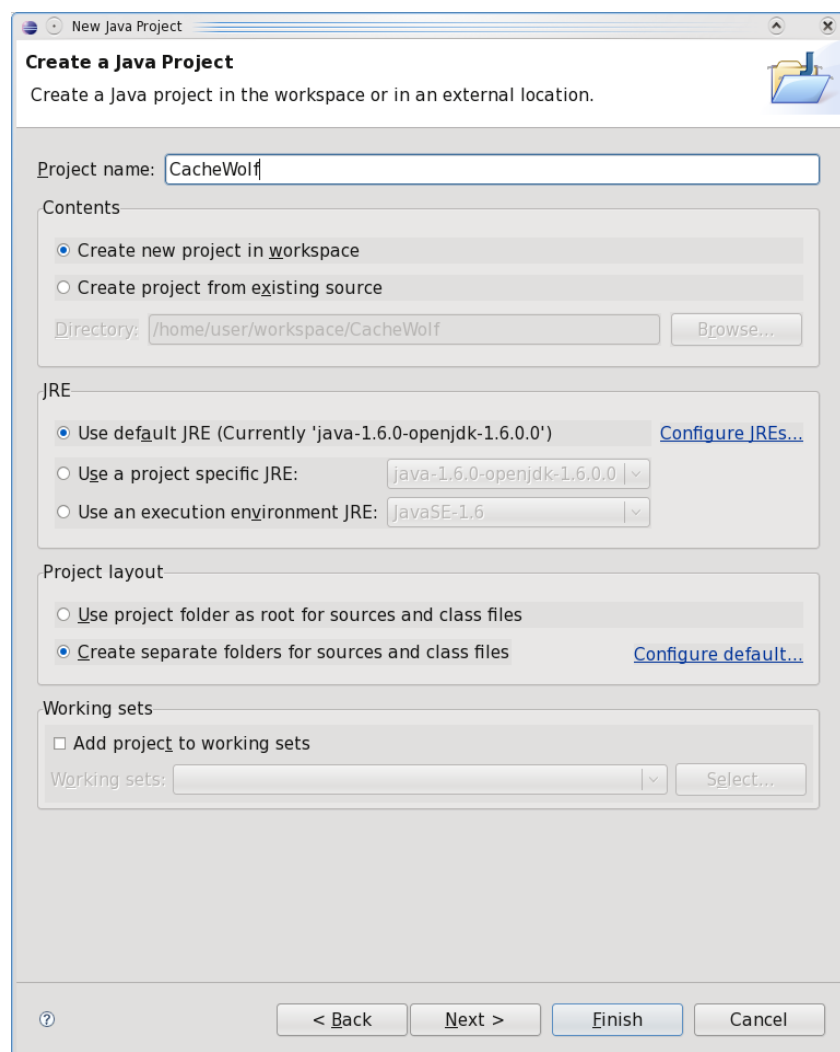 New Java Project
Create a Java Project
Create a Java project in the workspace or in an external location.
Project name: CacheWolf
Contents
Create new project in workspace
Create project from existing source
Directory: /home/user/workspace/CacheWolf Browse...
JRE
Use default JRE (Currently 'java-1.6.0-openjdk-1.6.0.0') Configure JREs...
Use a project specific JRE: java-1.6.0-openjdk-1.6.0.0
Use an execution environment JRE: JavaSE-1.6
Project layout
Use project folder as root for sources and class files
Create separate folders for sources and class files Configure default...
Working sets
Add project to working sets
Working sets: Select...
? < Back Next > Finish Cancel